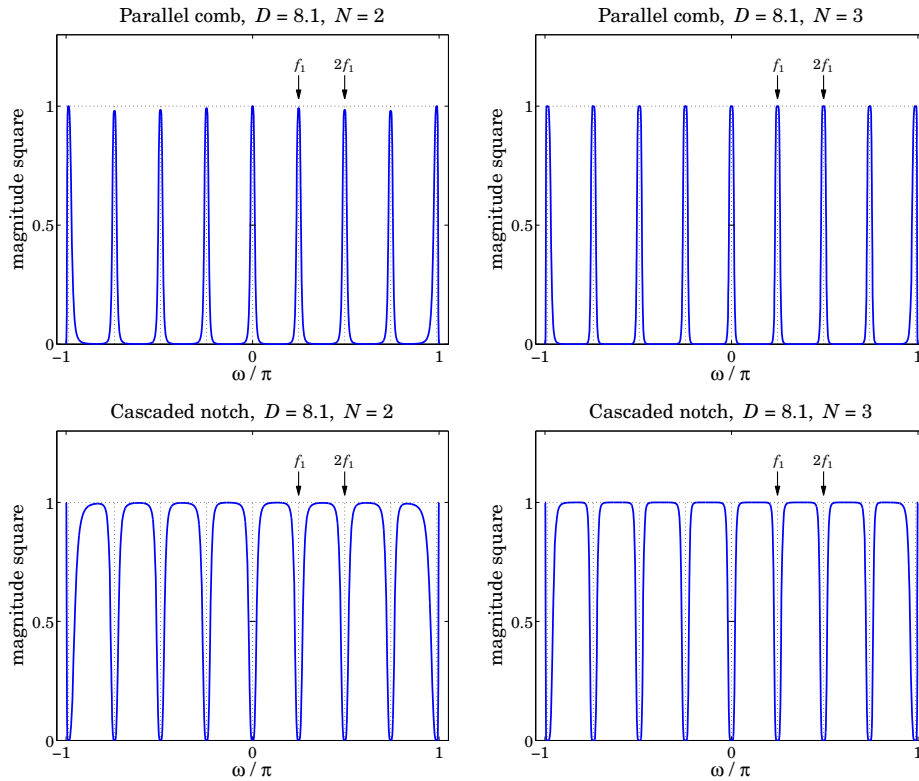 Parallel comb, D = 8.1, N = 2
f₁ 2f₁
1
0.5
0
magnitude square
−1 0 1
ω / π
Parallel comb, D = 8.1, N = 3
f₁ 2f₁
1
0.5
0
magnitude square
−1 0 1
ω / π
Cascaded notch, D = 8.1, N = 2
f₁ 2f₁
1
0.5
0
magnitude square
−1 0 1
ω / π
Cascaded notch, D = 8.1, N = 3
f₁ 2f₁
1
0.5
0
magnitude square
−1 0 1
ω / π